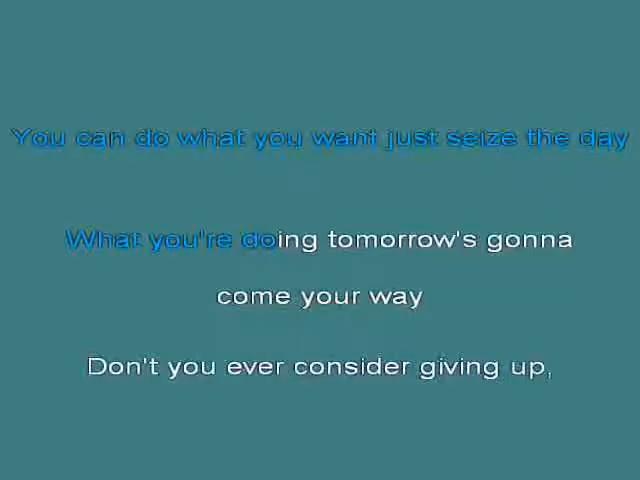 You can do what you want just seize the day
What you're doing tomorrow's gonna
come your way
Don't you ever consider giving up,